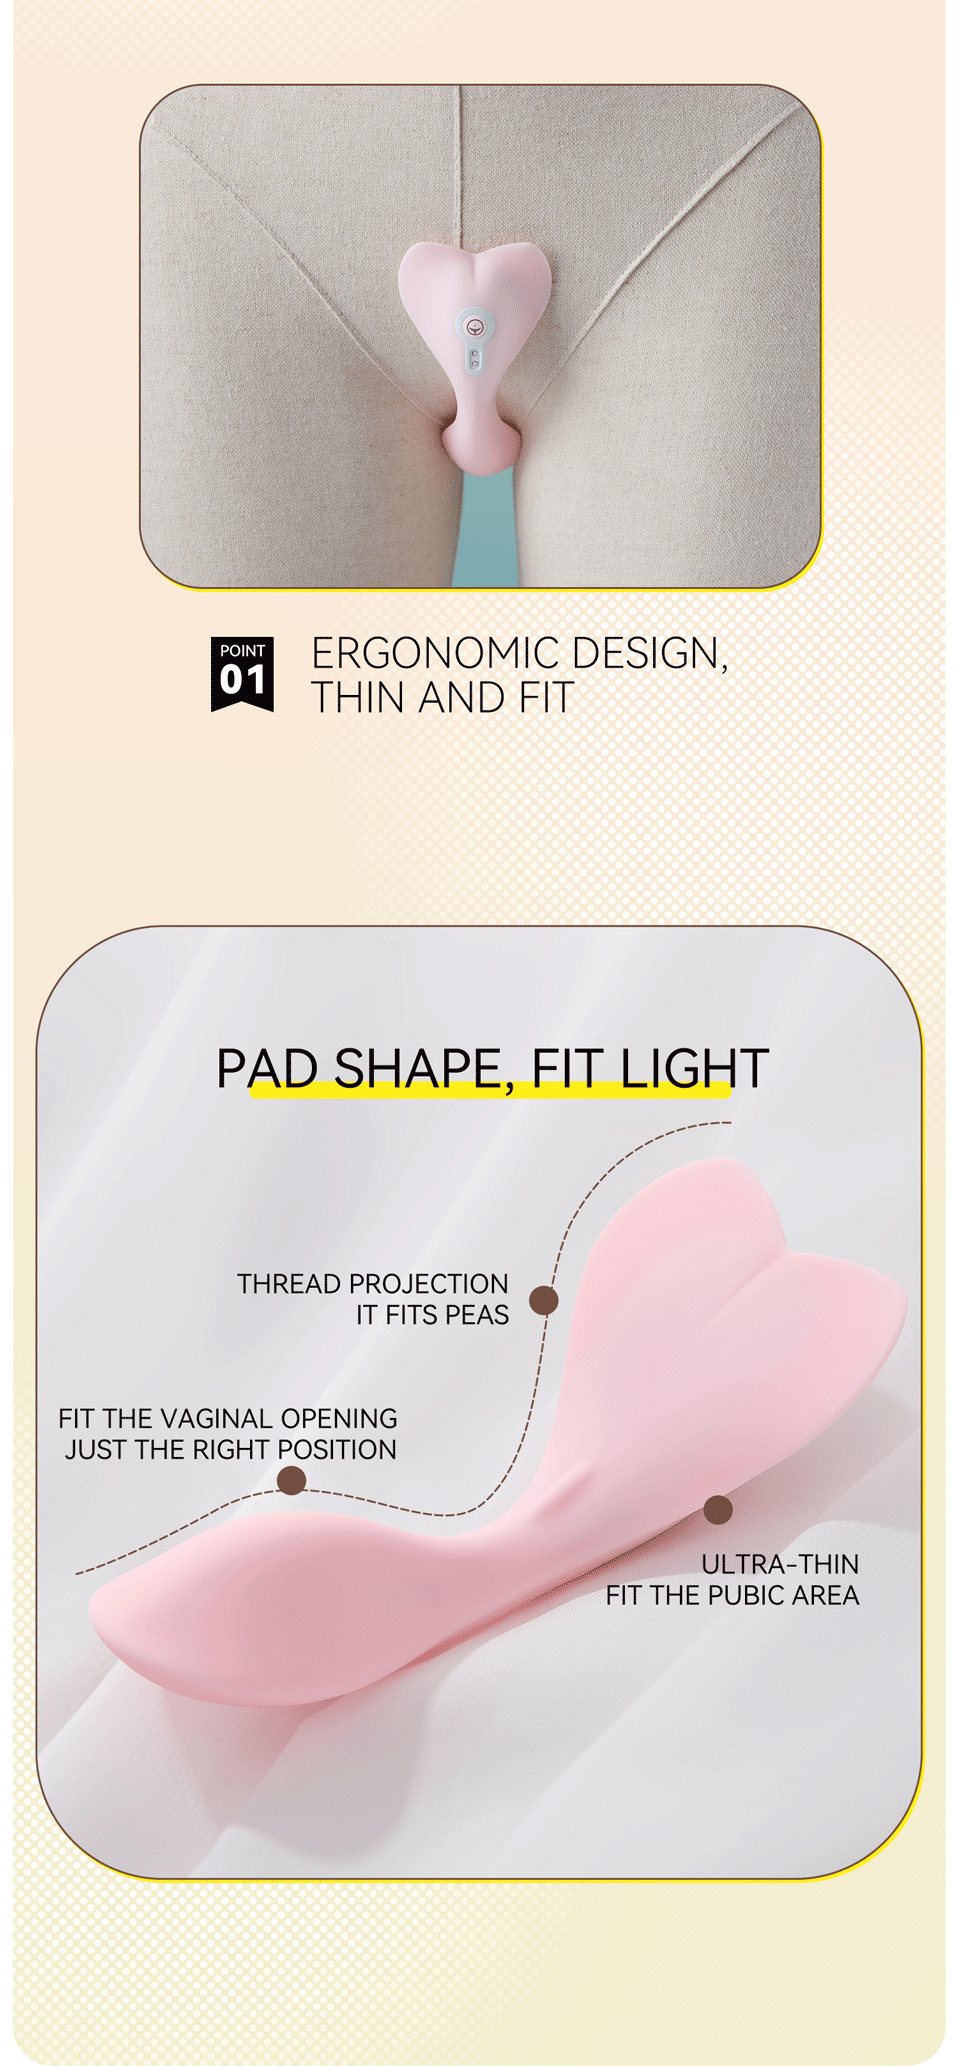 POINT
01
ERGONOMIC DESIGN,
THIN AND FIT
PAD SHAPE, FIT LIGHT
THREAD PROJECTION
IT FITS PEAS
FIT THE VAGINAL OPENING
JUST THE RIGHT POSITION
ULTRA-THIN
FIT THE PUBIC AREA